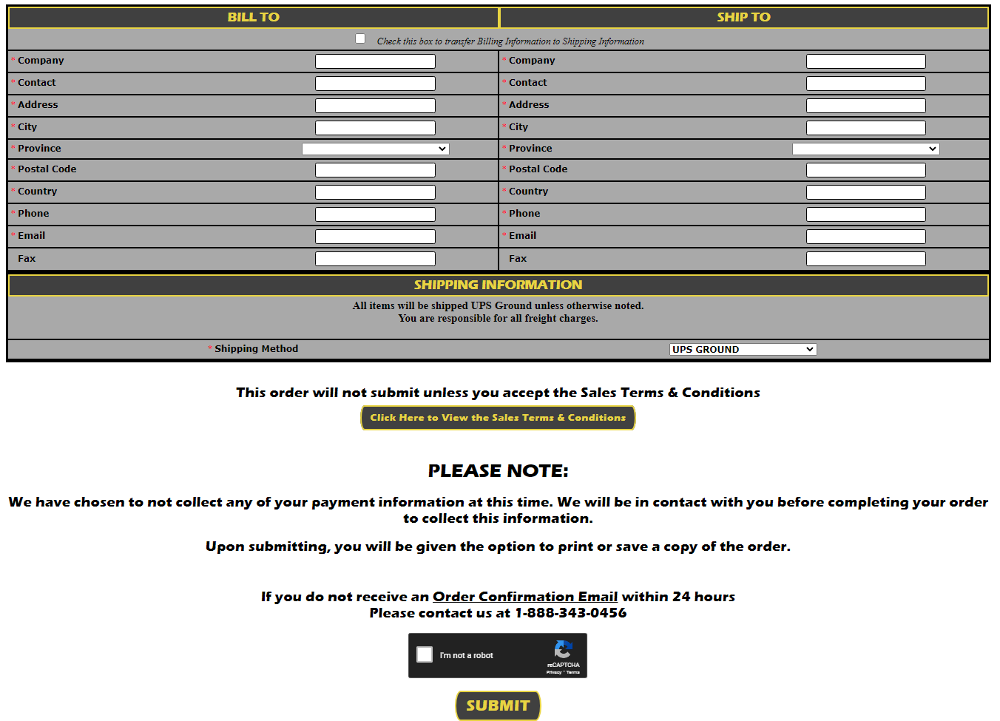 BILL TO SHIP TO
Check this box to transfer Billing Information to Shipping Information
* Company * Company
* Contact * Contact
* Address * Address
* City * City
* Province * Province
* Postal Code * Postal Code
* Country * Country
* Phone * Phone
* Email * Email
Fax Fax
SHIPPING INFORMATION
All items will be shipped UPS Ground unless otherwise noted.
You are responsible for all freight charges.
* Shipping Method UPS GROUND
This order will not submit unless you accept the Sales Terms & Conditions
Click Here to View the Sales Terms & Conditions
PLEASE NOTE:
We have chosen to not collect any of your payment information at this time. We will be in contact with you before completing your order
to collect this information.
Upon submitting, you will be given the option to print or save a copy of the order.
If you do not receive an Order Confirmation Email within 24 hours
Please contact us at 1-888-343-0456
I'm not a robot
reCAPTCHA
Privacy - Terms
SUBMIT